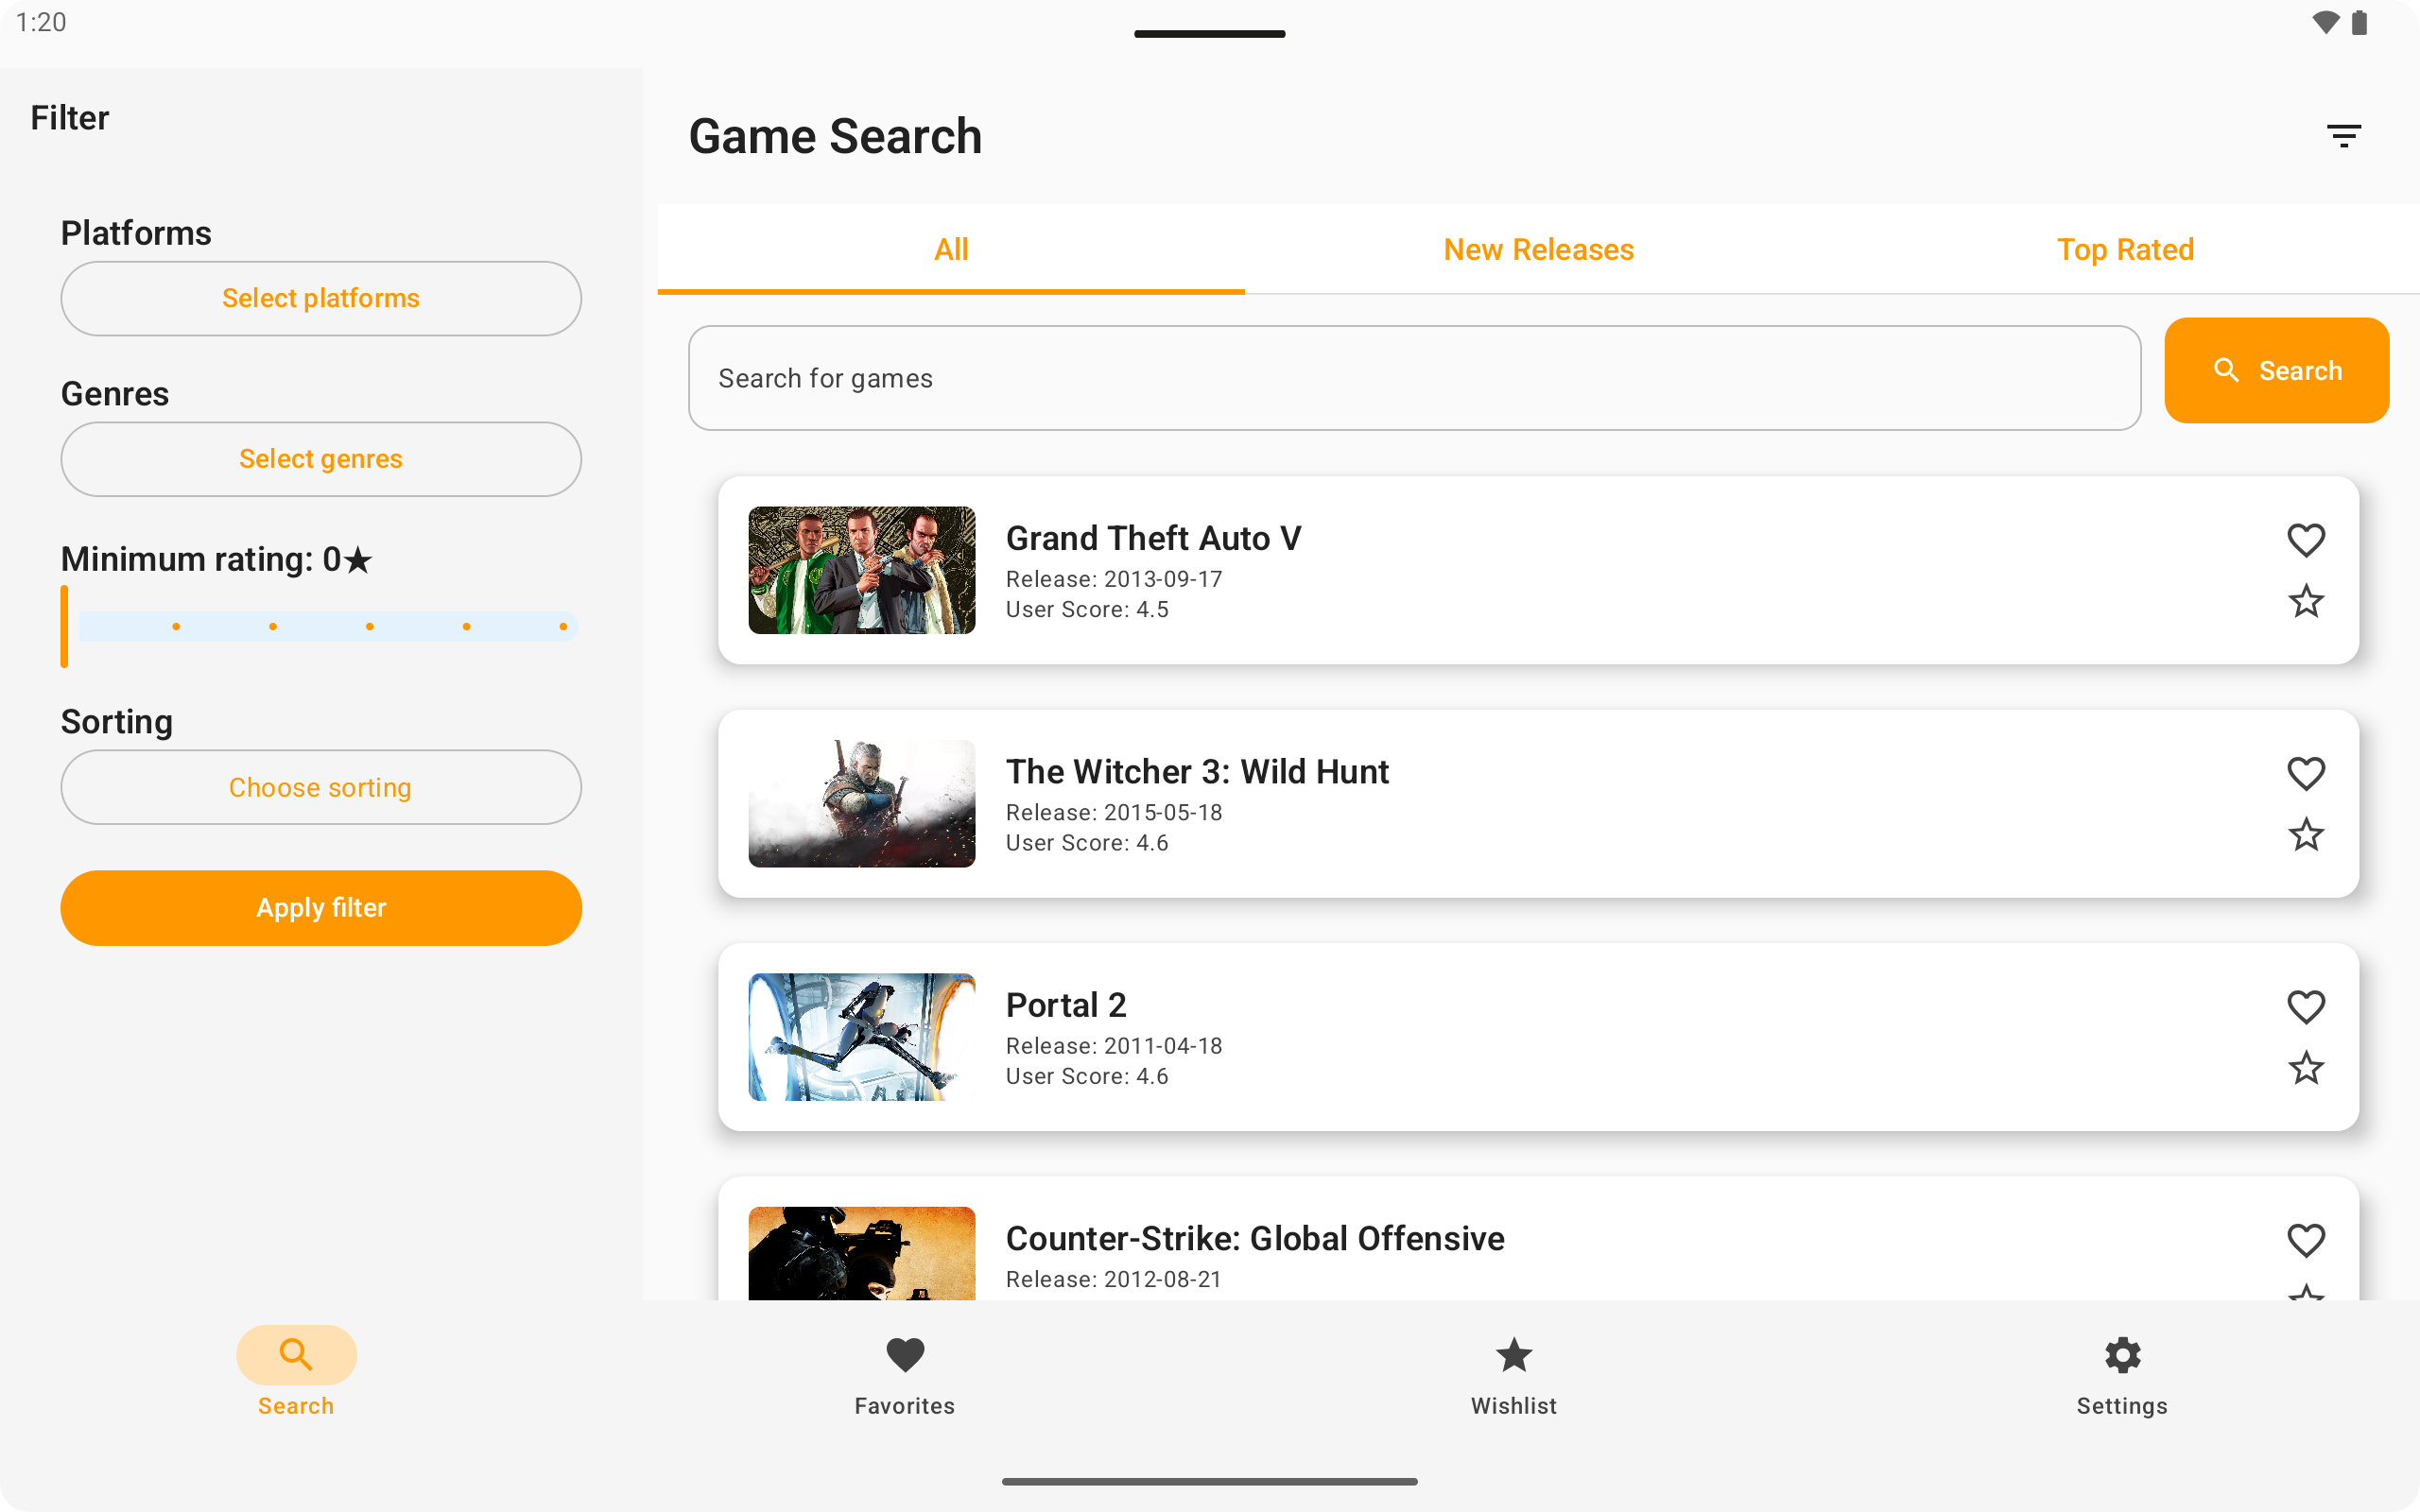 1:20
Filter
Platforms
Select platforms
Genres
Select genres
Minimum rating: 0★
Sorting
Choose sorting
Apply filter
Game Search
All
New Releases
Top Rated
Search for games
Search
Grand Theft Auto V
Release: 2013-09-17
User Score: 4.5
The Witcher 3: Wild Hunt
Release: 2015-05-18
User Score: 4.6
Portal 2
Release: 2011-04-18
User Score: 4.6
Counter-Strike: Global Offensive
Release: 2012-08-21
Search
Favorites
Wishlist
Settings